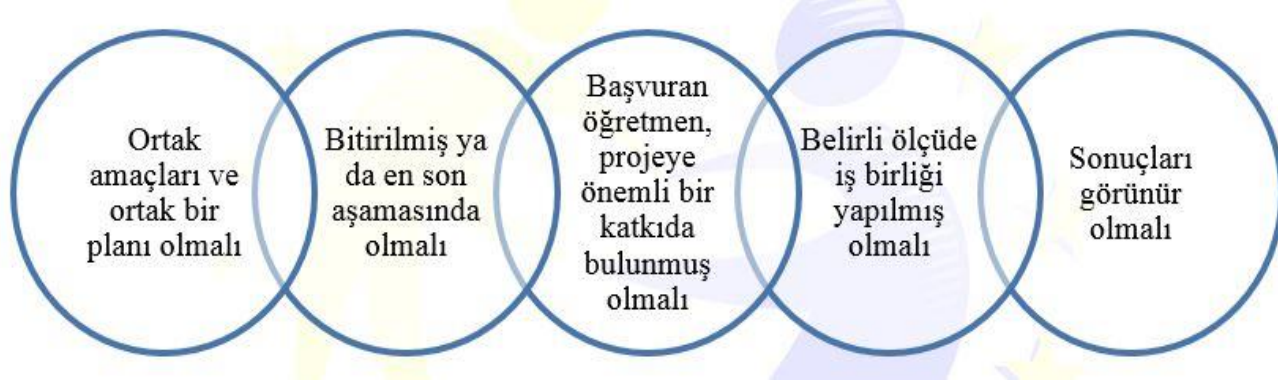 Ortak
amaçları ve
ortak bir
planı olmalı
Bitirilmiş ya
da en son
aşamasında
olmalı
Başvuran
öğretmen,
projeye
önemli bir
katkıda
bulunmuş
olmalı
Belirli ölçüde
iş birliği
yapılmış
olmalı
Sonuçları
görünür
olmalı